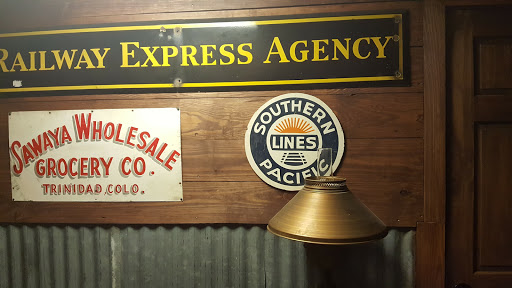 RAILWAY EXPRESS AGENCY
SAWAYA WHOLESALE
GROCERY CO.
TRINIDAD, COLO.
SOUTHERN
LINES
PACIFIC